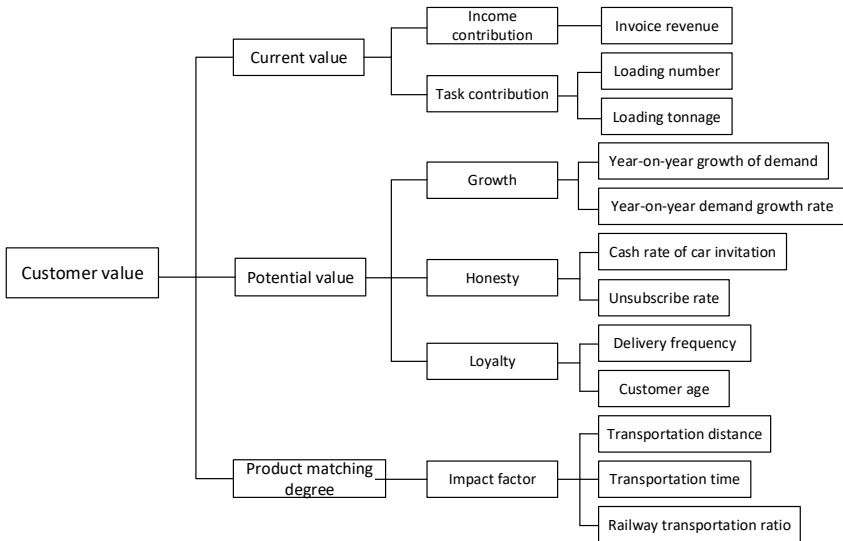 Customer value
Current value
Income
contribution
Invoice revenue
Task contribution
Loading number
Loading tonnage
Potential value
Growth
Year-on-year growth of demand
Year-on-year demand growth rate
Honesty
Cash rate of car invitation
Unsubscribe rate
Loyalty
Delivery frequency
Customer age
Product matching
degree
Impact factor
Transportation distance
Transportation time
Railway transportation ratio